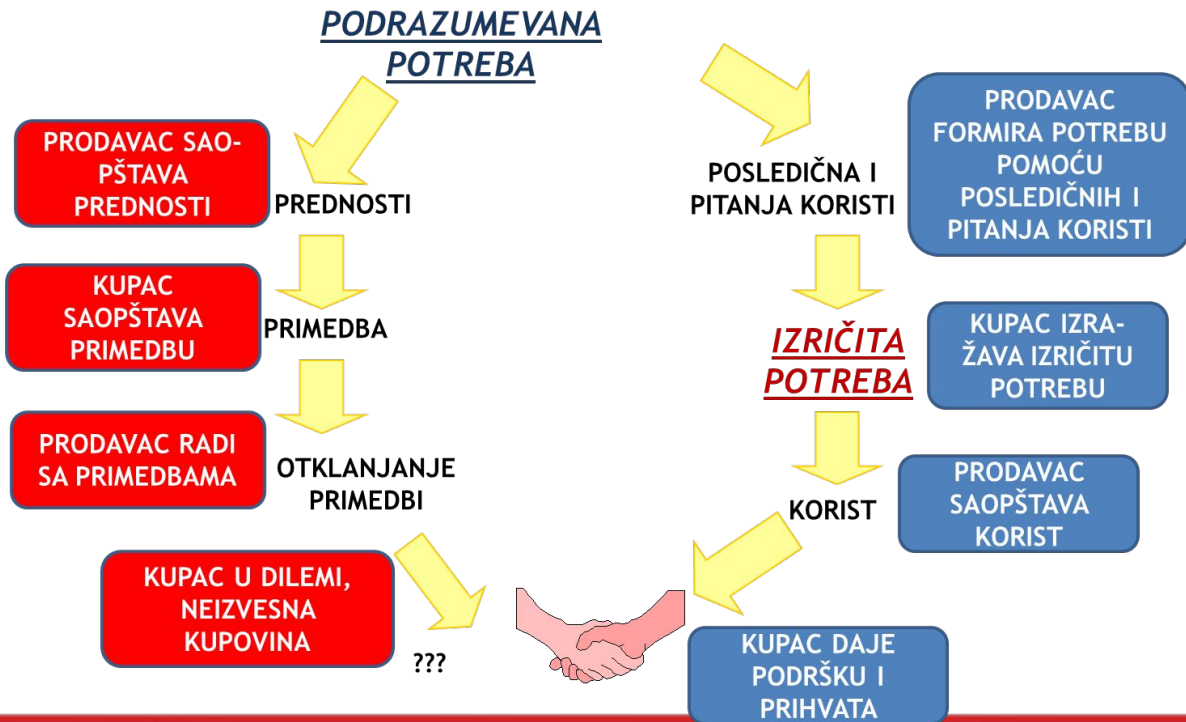 PODRAZUMEVANA
POTREBA
PRODAVAC SAO-
PŠTAVA
PREDNOSTI
PREDNOSTI
KUPAC
SAOPŠTAVA
PRIMEDBU
PRIMEDBA
PRODAVAC RADI
SA PRIMEDBAMA
OTKLANJANJE
PRIMEDBI
KUPAC U DILEMI,
NEIZVESNA
KUPOVINA
???
POSLEDIČNA I
PITANJA KORISTI
PRODAVAC
FORMIRA POTREBU
POMOĆU
POSLEDIČNIH I
PITANJA KORISTI
IZRIČITA
POTREBA
KUPAC IZRA-
ŽAVA IZRIČITU
POTREBU
KORIST
PRODAVAC
SAOPŠTAVA
KORIST
KUPAC DAJE
PODRŠKU I
PRIHVATA